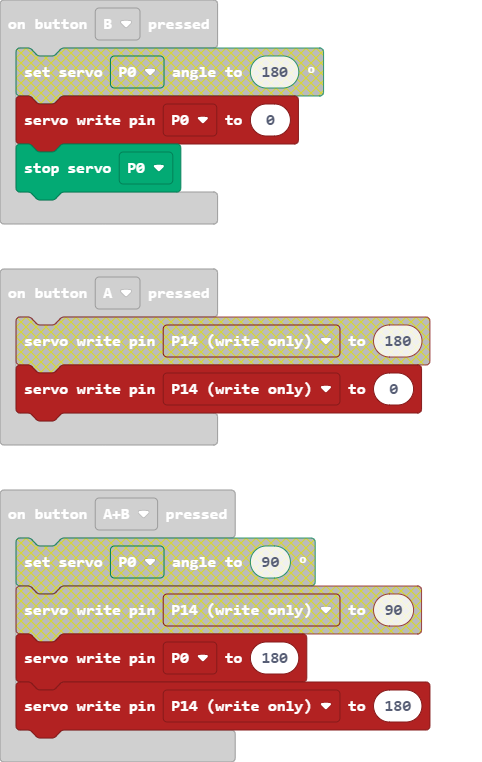 on button B pressed
set servo P0 angle to 180 °
servo write pin P0 to 0
stop servo P0
on button A pressed
servo write pin P14 (write only) to 180
servo write pin P14 (write only) to 0
on button A+B pressed
set servo P0 angle to 90 °
servo write pin P14 (write only) to 90
servo write pin P0 to 180
servo write pin P14 (write only) to 180